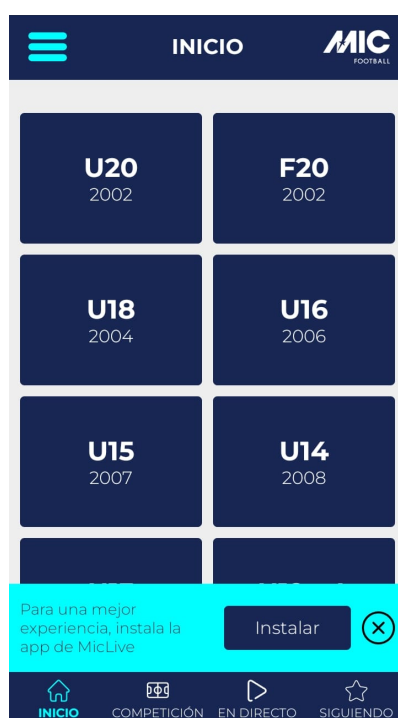 INICIO
MIC
FOOTBALL
U20
2002
F20
2002
U18
2004
U16
2006
U15
2007
U14
2008
Para una mejor
experiencia, instala la
app de MicLive
Instalar
INICIO
COMPETICIÓN
EN DIRECTO
SIGUIENDO